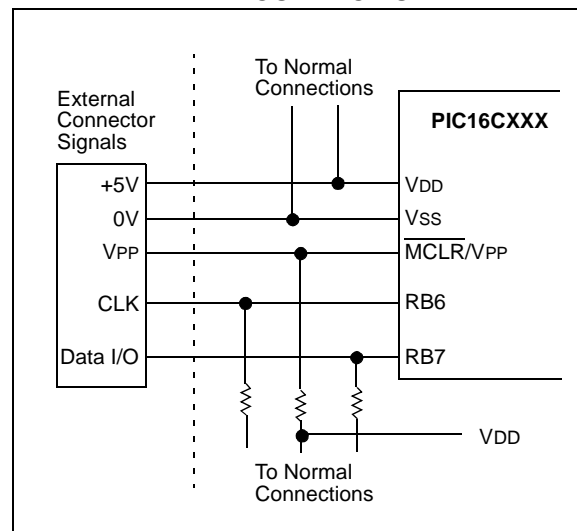 To Normal
Connections
External
Connector
Signals
PIC16CXXX
+5V
0V
VPP
CLK
Data I/O
VDD
VSS
MCLR/VPP
RB6
RB7
VDD
To Normal
Connections